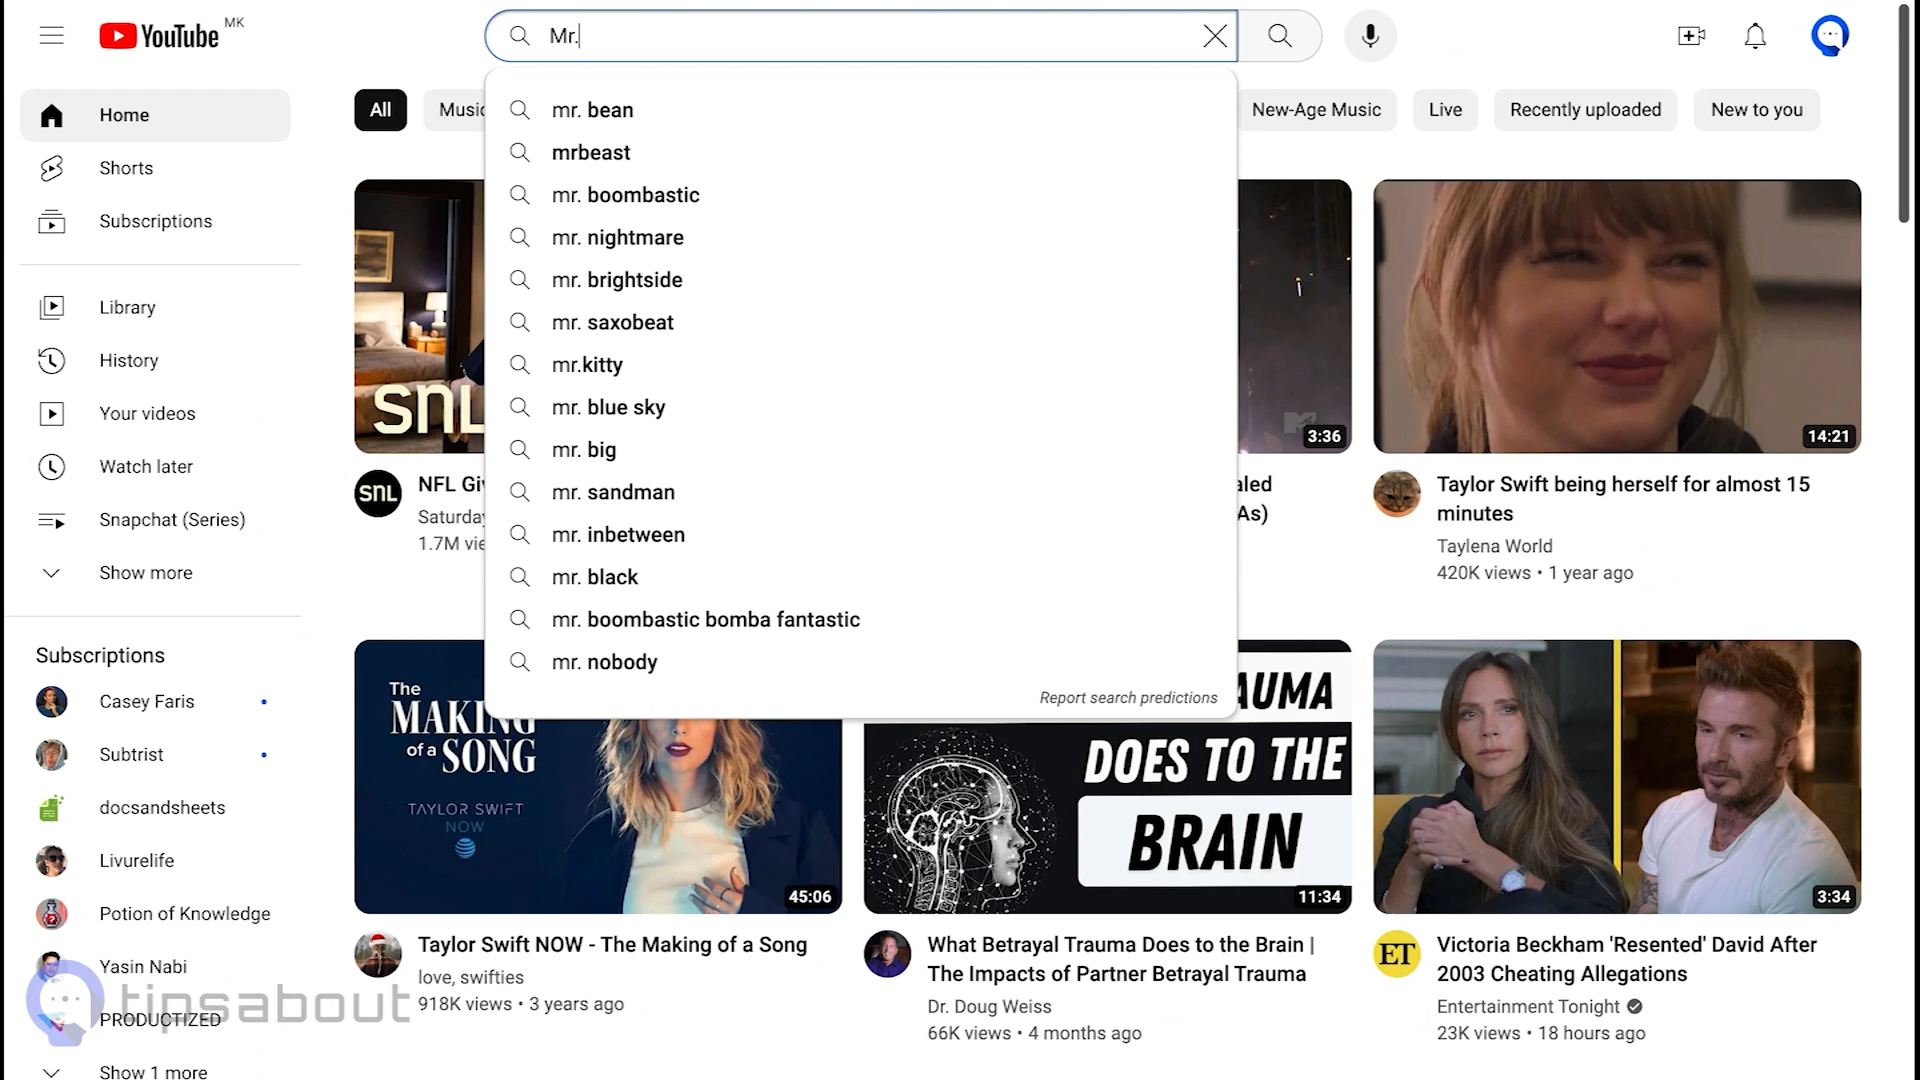 YouTube MK
Mr.
Home
Shorts
Subscriptions
Library
History
Your videos
Watch later
Snapchat (Series)
Show more
Subscriptions
Casey Faris
Subtrist
docsandsheets
Livurelife
Potion of Knowledge
Yasin Nabi
PRODUCTIZED
Show 1 more
tipsabout
All
New-Age Music
Live
Recently uploaded
New to you
mr. bean
mrbeast
mr. boombastic
mr. nightmare
mr. brightside
mr. saxobeat
mr.kitty
mr. blue sky
mr. big
mr. sandman
mr. inbetween
mr. black
mr. boombastic bomba fantastic
mr. nobody
Report search predictions
SNL
SNL
NFL
1.7M
3:36
As)
14:21
Taylor Swift being herself for almost 15
minutes
Taylena World
420K views • 1 year ago
The
MAKING
of a SONG
TAYLOR SWIFT
NOW
45:06
Taylor Swift NOW - The Making of a Song
love, swifties
918K views • 3 years ago
DOES TO THE
BRAIN
11:34
What Betrayal Trauma Does to the Brain |
The Impacts of Partner Betrayal Trauma
Dr. Doug Weiss
66K views • 4 months ago
3:34
ET
Victoria Beckham 'Resented' David After
2003 Cheating Allegations
Entertainment Tonight
23K views • 18 hours ago